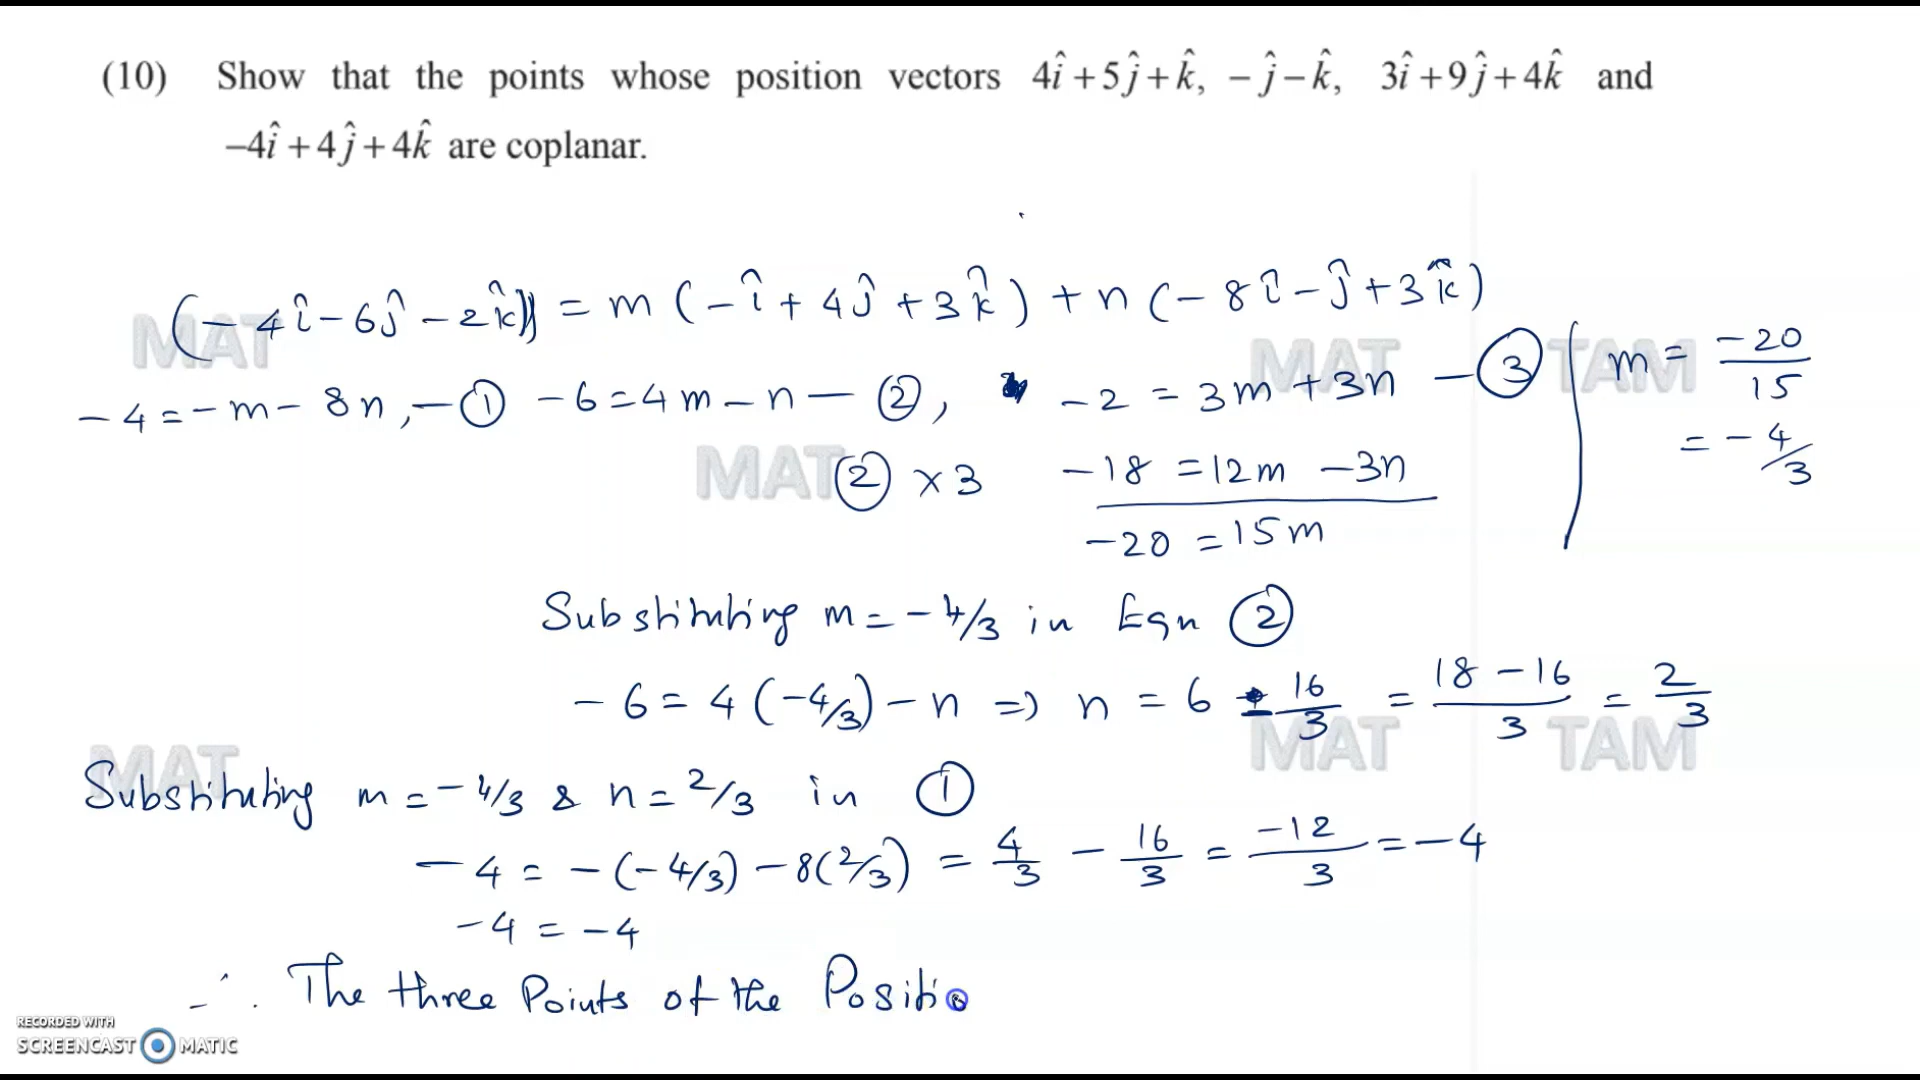 (10) Show that the points whose position vectors 4î + 5ĵ + k̂, − ĵ − k̂, 3î + 9ĵ + 4k̂ and
−4î + 4ĵ + 4k̂ are coplanar.
(−4î − 6ĵ − 2k̂) = m (−î + 4ĵ + 3k̂) + n (−8î − ĵ + 3k̂)
−4 = −m − 8n, — ① −6 = 4m − n — ②, −2 = 3m + 3n — ③
② × 3 −18 = 12m − 3n
−20 = 15m
m = −20/15
= −4/3
Substituting m = −4/3 in Eqn ②
−6 = 4(−4/3) − n ⇒ n = 6 − 16/3 = 18 − 16/3 = 2/3
Substituting m = −4/3 & n = 2/3 in ①
−4 = −(−4/3) − 8(2/3) = 4/3 − 16/3 = −12/3 = −4
−4 = −4
∴ The three Points of the Positio
MAT
MAT TAM
MAT
MAT
MAT TAM
RECORDED WITH
SCREENCAST MATIC